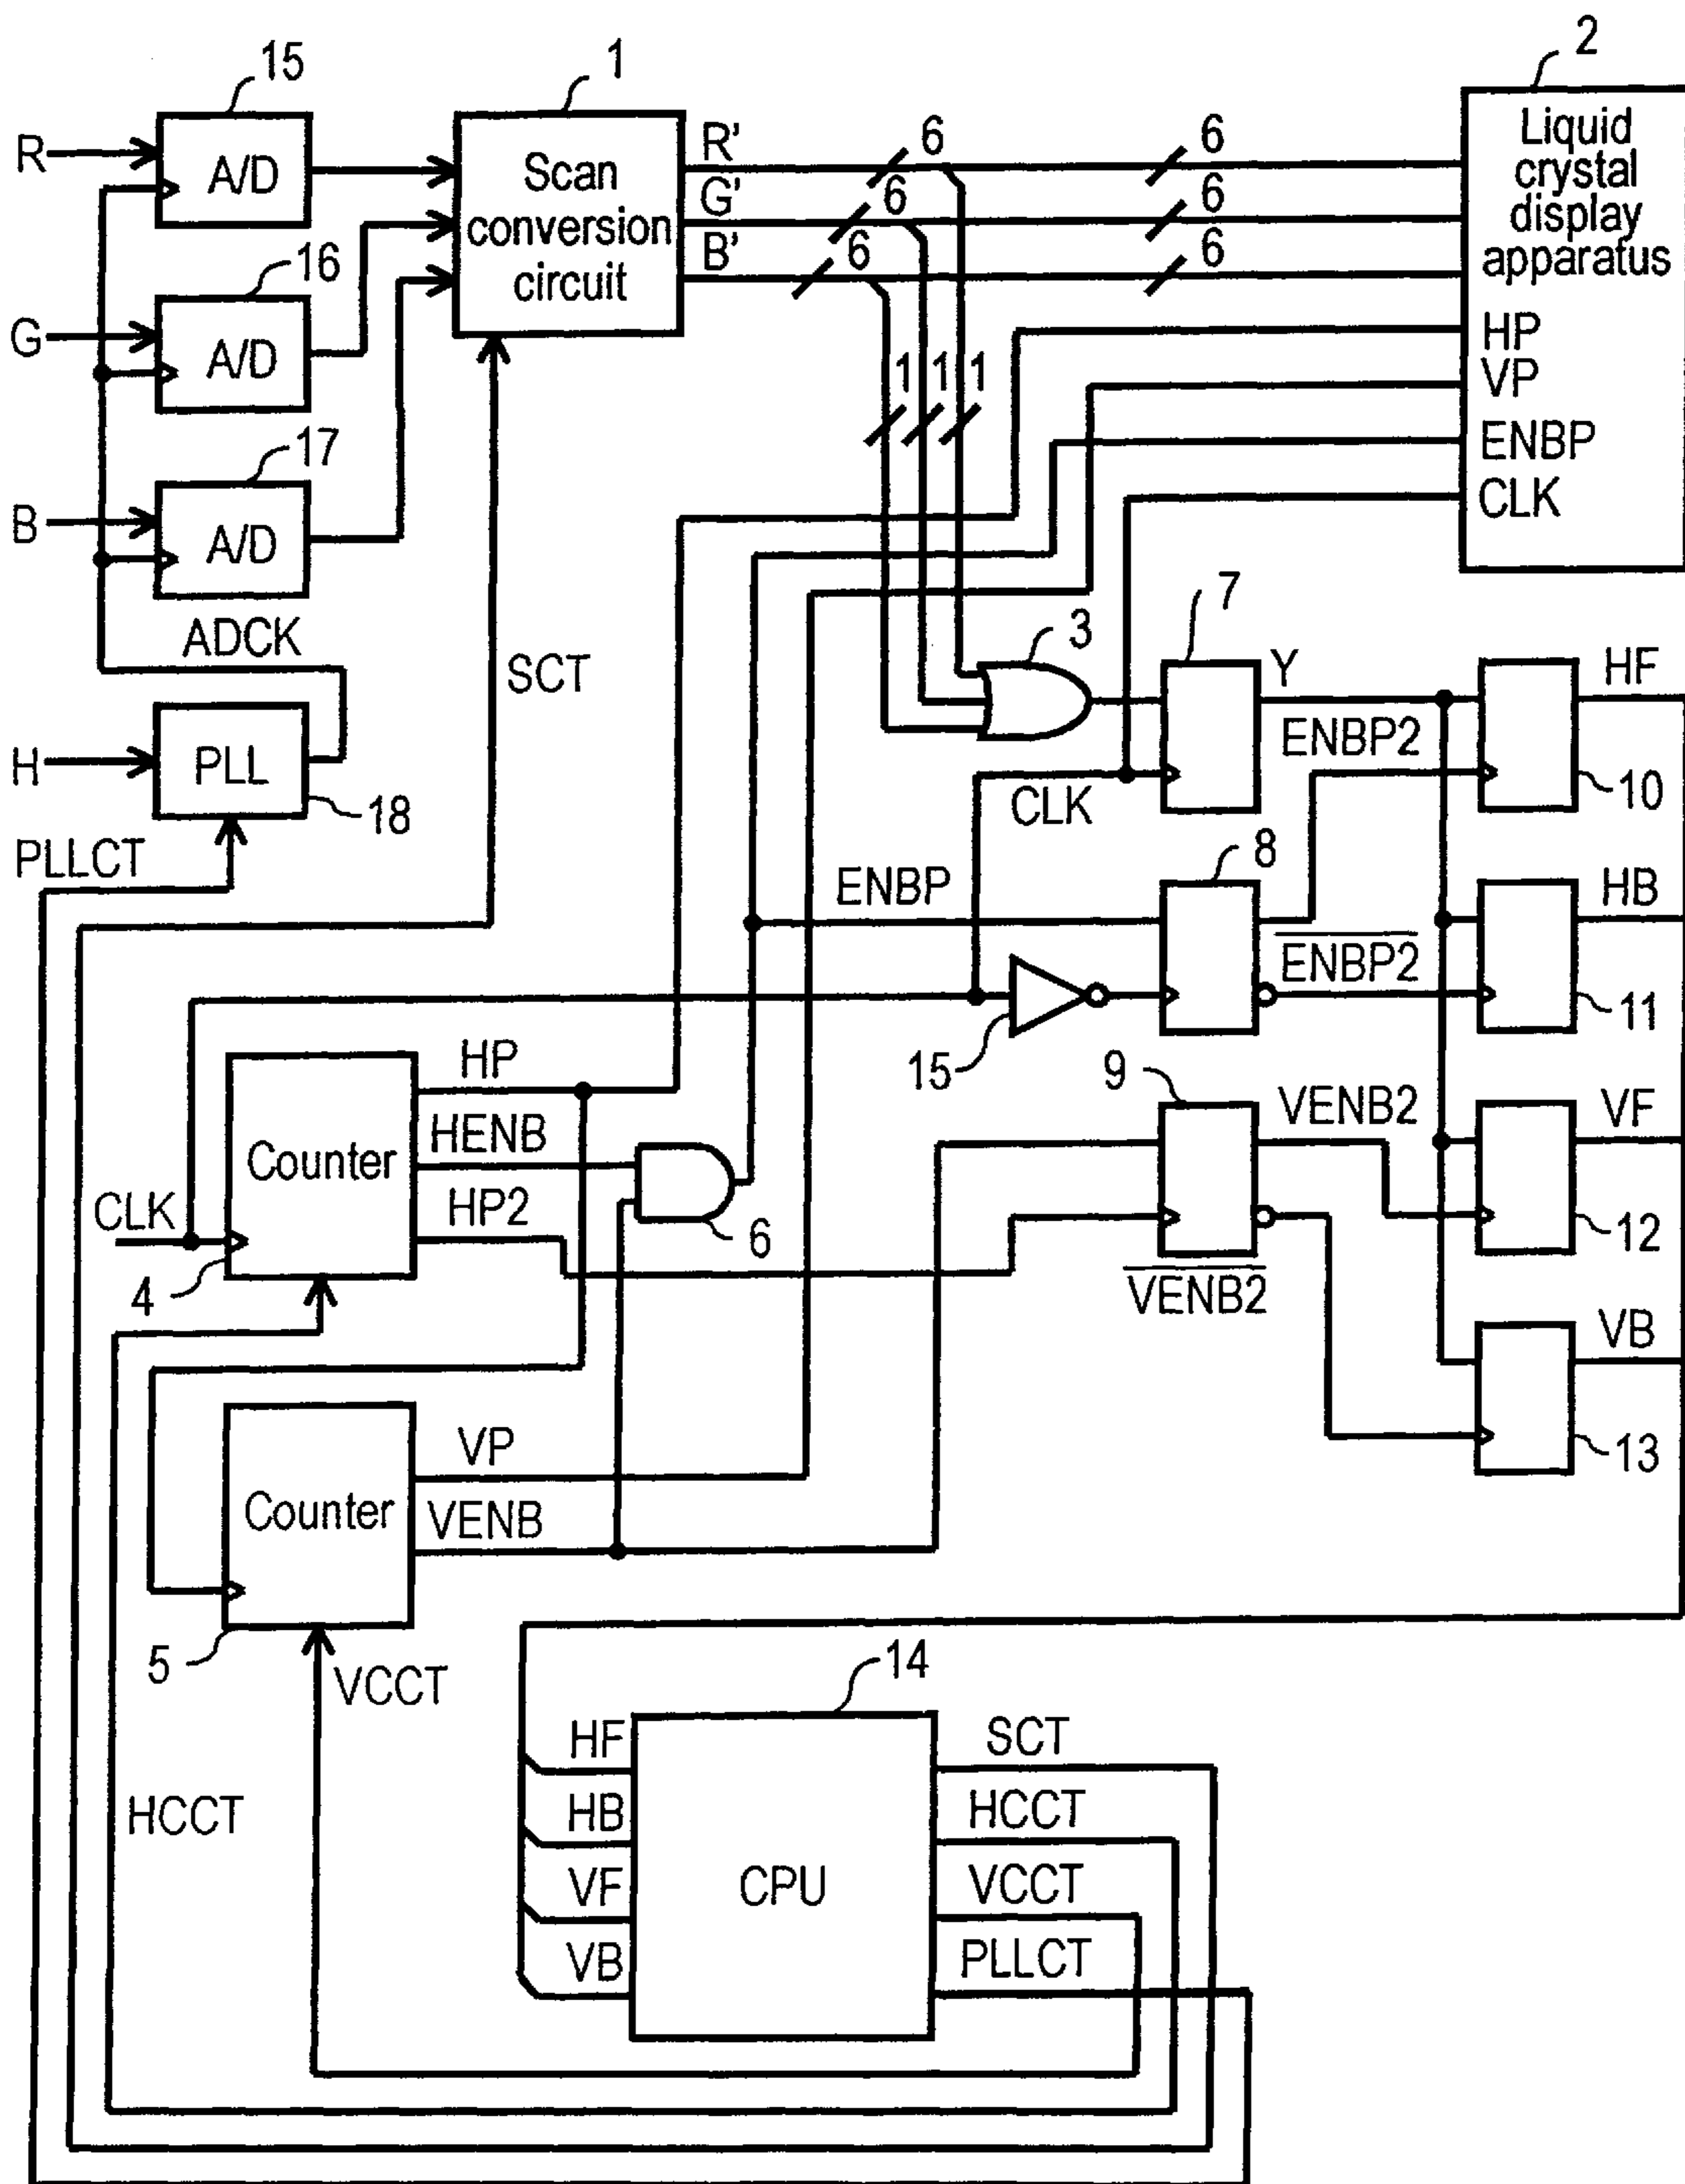 15
1
2
R
A/D
Scan
conversion
circuit
R'
6
6
G'
6
6
B'
6
6
Liquid
crystal
display
apparatus
16
G
A/D
HP
VP
ENBP
CLK
1
1
1
17
B
A/D
ADCK
SCT
3
7
Y
HF
ENBP2
10
H
PLL
18
CLK
PLLCT
8
ENBP
HB
ENBP2
11
15
9
HP
HENB
HP2
Counter
CLK
4
6
VENB2
VF
12
VENB2
VB
13
VP
VENB
Counter
5
VCCT
14
HF
HB
VF
VB
CPU
SCT
HCCT
VCCT
PLLCT
HCCT